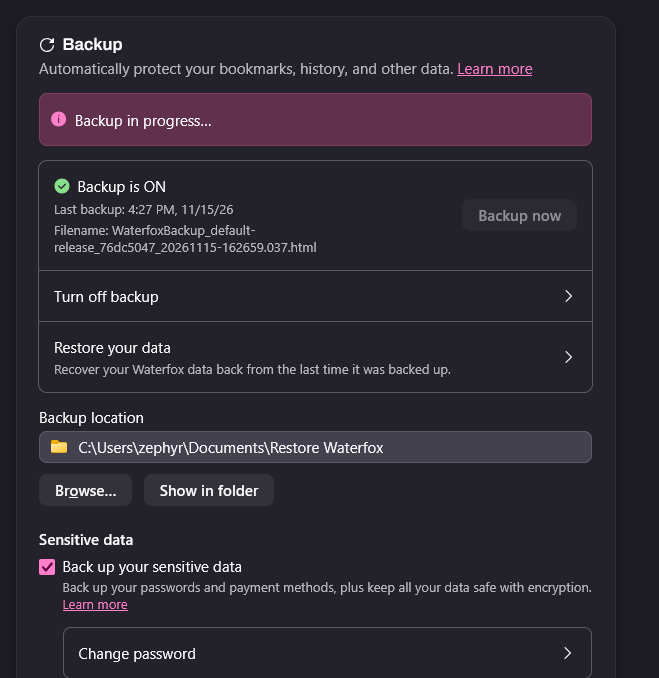 Backup
Automatically protect your bookmarks, history, and other data. Learn more
Backup in progress...
Backup is ON
Last backup: 4:27 PM, 11/15/26
Filename: WaterfoxBackup_default-
release_76dc5047_20261115-162659.037.html
Backup now
Turn off backup
Restore your data
Recover your Waterfox data back from the last time it was backed up.
Backup location
C:\Users\zephyr\Documents\Restore Waterfox
Browse...
Show in folder
Sensitive data
Back up your sensitive data
Back up your passwords and payment methods, plus keep all your data safe with encryption.
Learn more
Change password